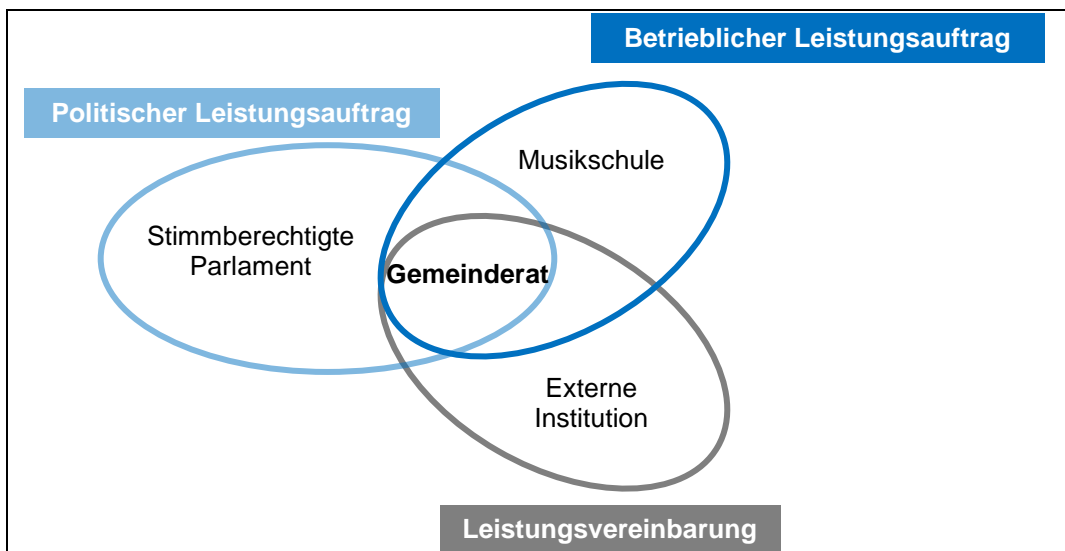 Betrieblicher Leistungsauftrag
Politischer Leistungsauftrag
Musikschule
Stimmberechtigte
Parlament
Gemeinderat
Externe
Institution
Leistungsvereinbarung